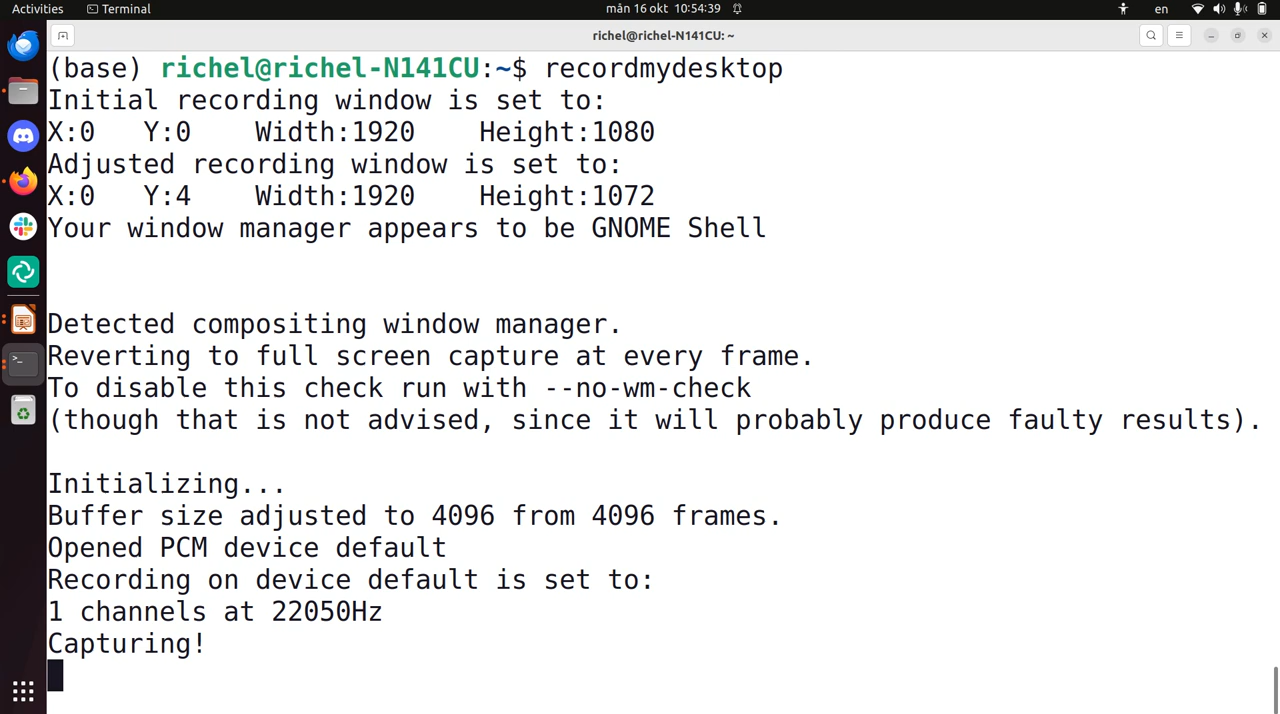 Activities Terminal mån 16 okt 10:54:39 en
richel@richel-N141CU: ~
(base) richel@richel-N141CU:~$ recordmydesktop
Initial recording window is set to:
X:0   Y:0    Width:1920    Height:1080
Adjusted recording window is set to:
X:0   Y:4    Width:1920    Height:1072
Your window manager appears to be GNOME Shell
Detected compositing window manager.
Reverting to full screen capture at every frame.
To disable this check run with --no-wm-check
(though that is not advised, since it will probably produce faulty results).
Initializing...
Buffer size adjusted to 4096 from 4096 frames.
Opened PCM device default
Recording on device default is set to:
1 channels at 22050Hz
Capturing!